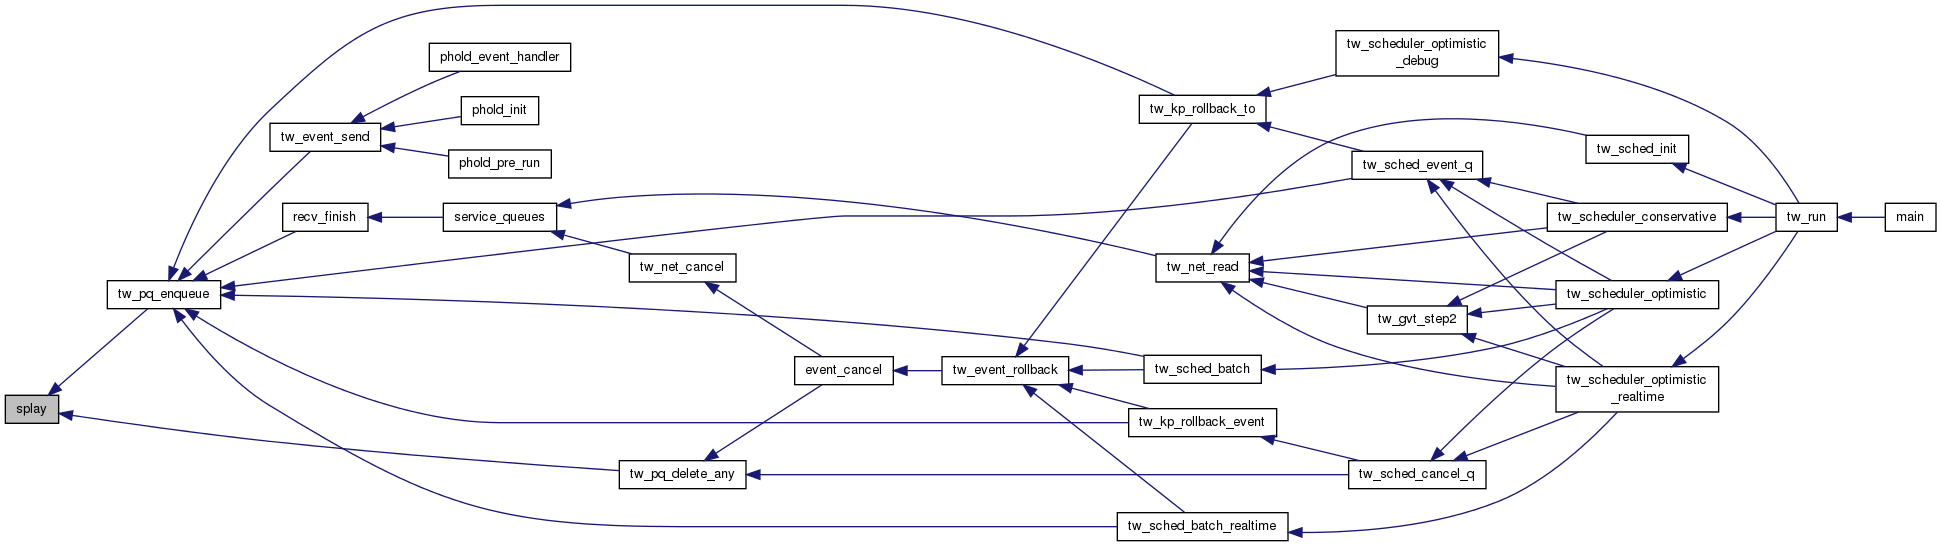 phold_event_handler
phold_init
tw_event_send
phold_pre_run
recv_finish
service_queues
tw_net_cancel
tw_pq_enqueue
event_cancel
splay
tw_pq_delete_any
tw_kp_rollback_to
tw_scheduler_optimistic
_debug
tw_sched_event_q
tw_sched_init
tw_scheduler_conservative
tw_run
main
tw_net_read
tw_scheduler_optimistic
tw_gvt_step2
tw_event_rollback
tw_sched_batch
tw_scheduler_optimistic
_realtime
tw_kp_rollback_event
tw_sched_cancel_q
tw_sched_batch_realtime